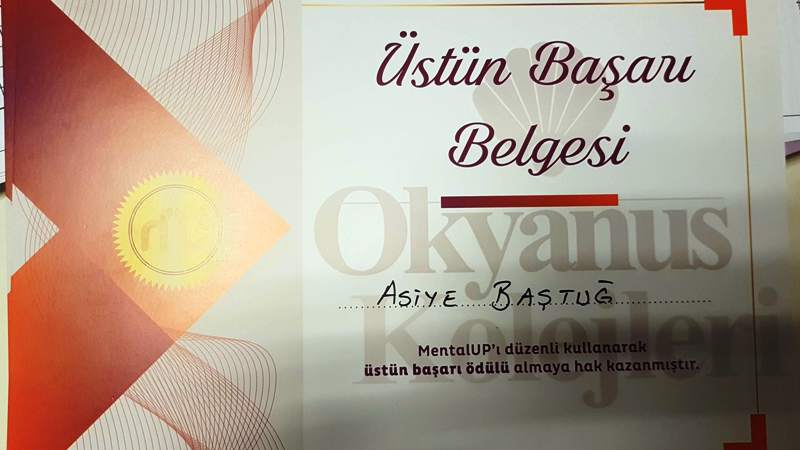 Üstün Başarı
Belgesi
Okyanus
Kolejleri
ASİYE BAŞTUĞ
MentalUP'ı düzenli kullanarak
üstün başarı ödülü almaya hak kazanmıştır.